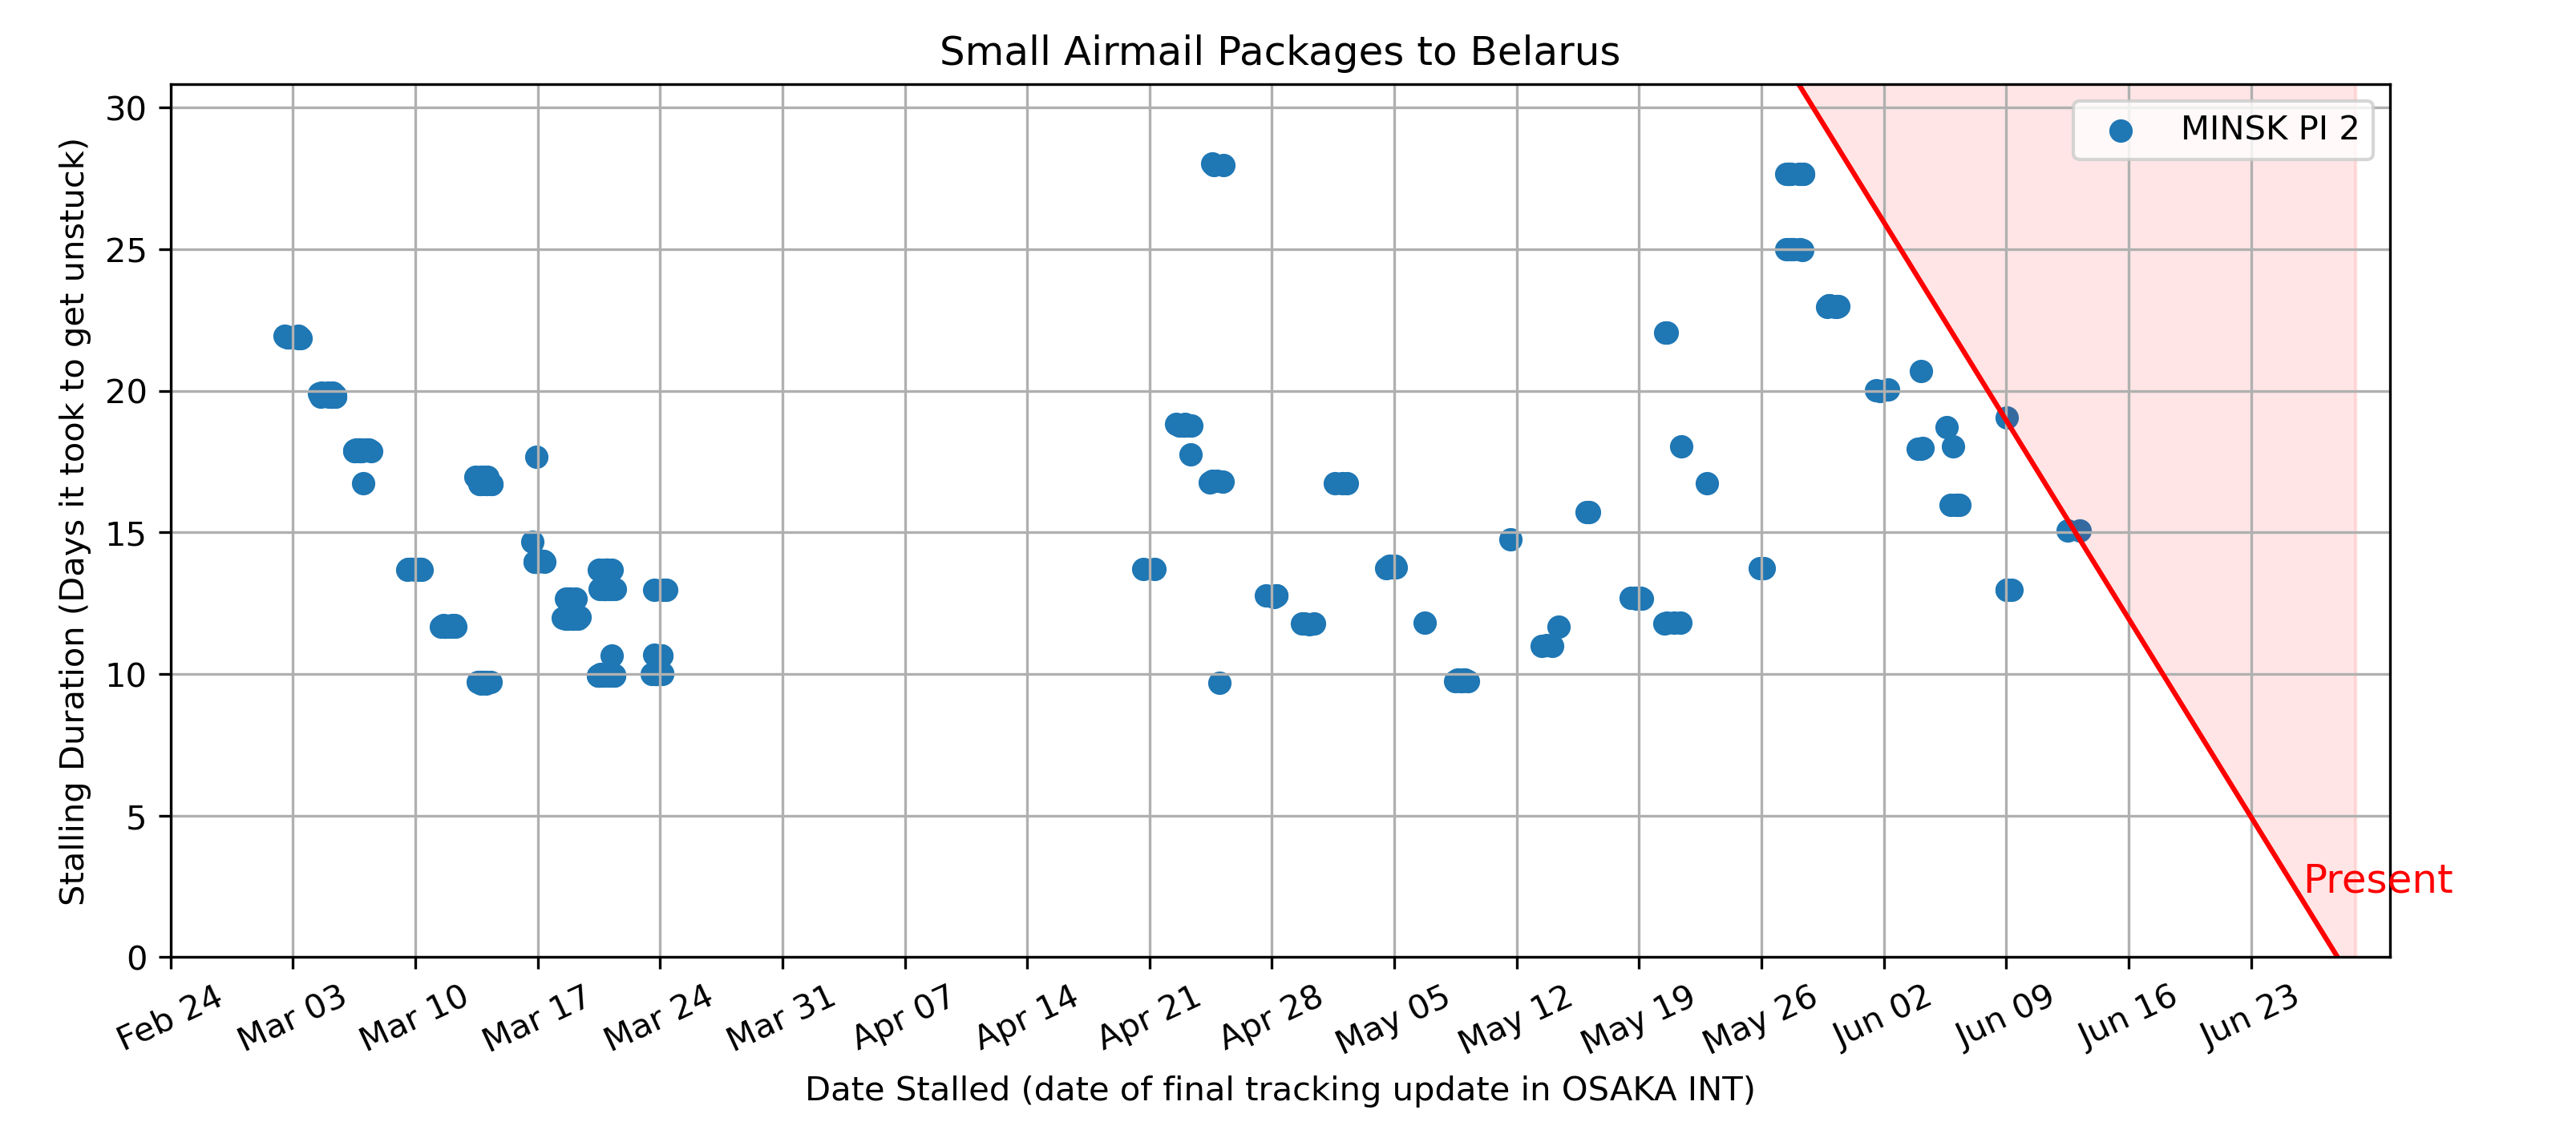 Small Airmail Packages to Belarus
MINSK PI 2
Stalling Duration (Days it took to get unstuck)
30
25
20
15
10
5
0
Present
Feb 24
Mar 03
Mar 10
Mar 17
Mar 24
Mar 31
Apr 07
Apr 14
Apr 21
Apr 28
May 05
May 12
May 19
May 26
Jun 02
Jun 09
Jun 16
Jun 23
Date Stalled (date of final tracking update in OSAKA INT)